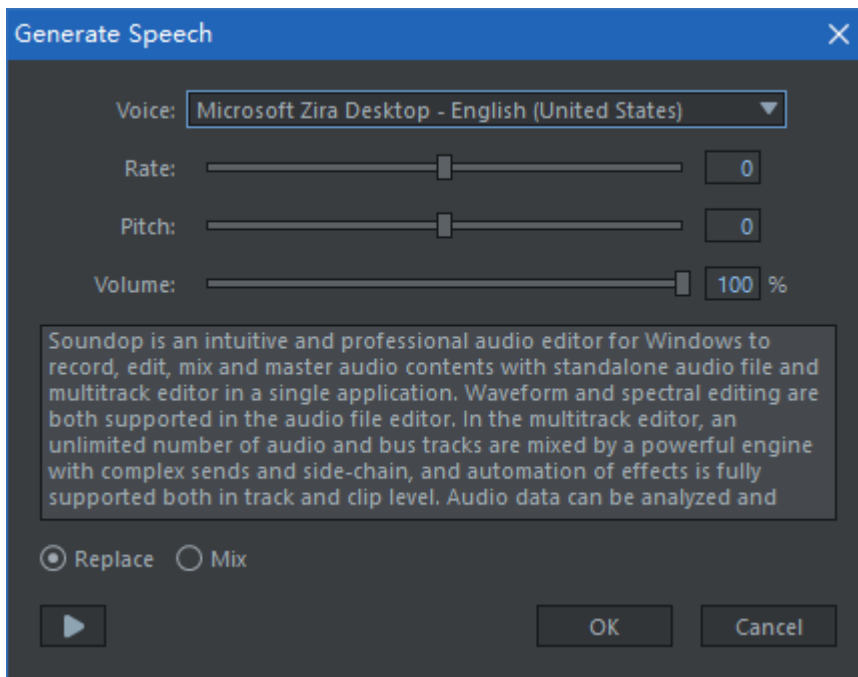 Generate Speech
Voice: Microsoft Zira Desktop - English (United States)
Rate: 0
Pitch: 0
Volume: 100 %
Soundop is an intuitive and professional audio editor for Windows to
record, edit, mix and master audio contents with standalone audio file and
multitrack editor in a single application. Waveform and spectral editing are
both supported in the audio file editor. In the multitrack editor, an
unlimited number of audio and bus tracks are mixed by a powerful engine
with complex sends and side-chain, and automation of effects is fully
supported both in track and clip level. Audio data can be analyzed and
Replace Mix
OK Cancel